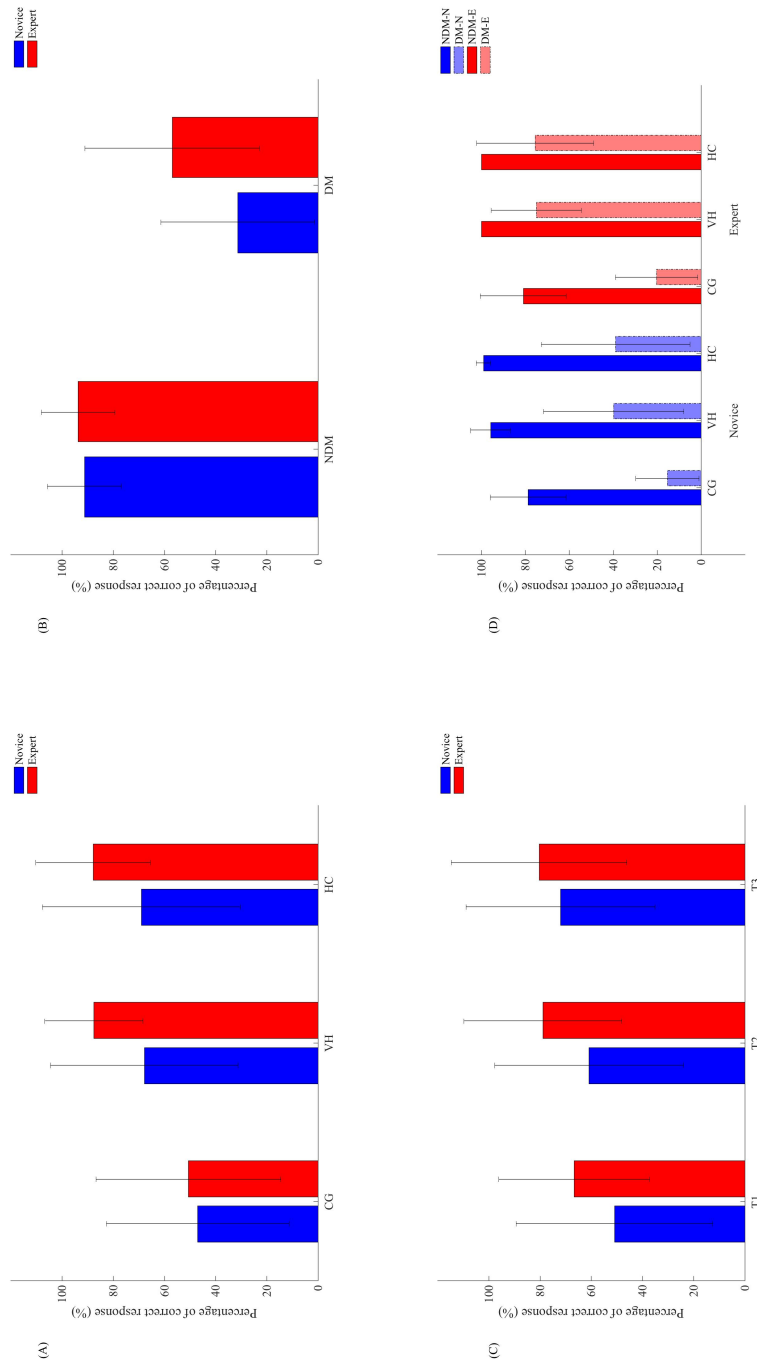 (A)
Percentage of correct response (%)
100
80
60
40
20
0
CG
VH
HC
Novice
Expert
(B)
Percentage of correct response (%)
100
80
60
40
20
0
NDM
DM
Novice
Expert
(C)
Percentage of correct response (%)
100
80
60
40
20
0
T1
T2
T3
Novice
Expert
(D)
Percentage of correct response (%)
100
80
60
40
20
0
CG
VH
HC
CG
VH
HC
Novice
Expert
NDM-N
DM-N
NDM-E
DM-E